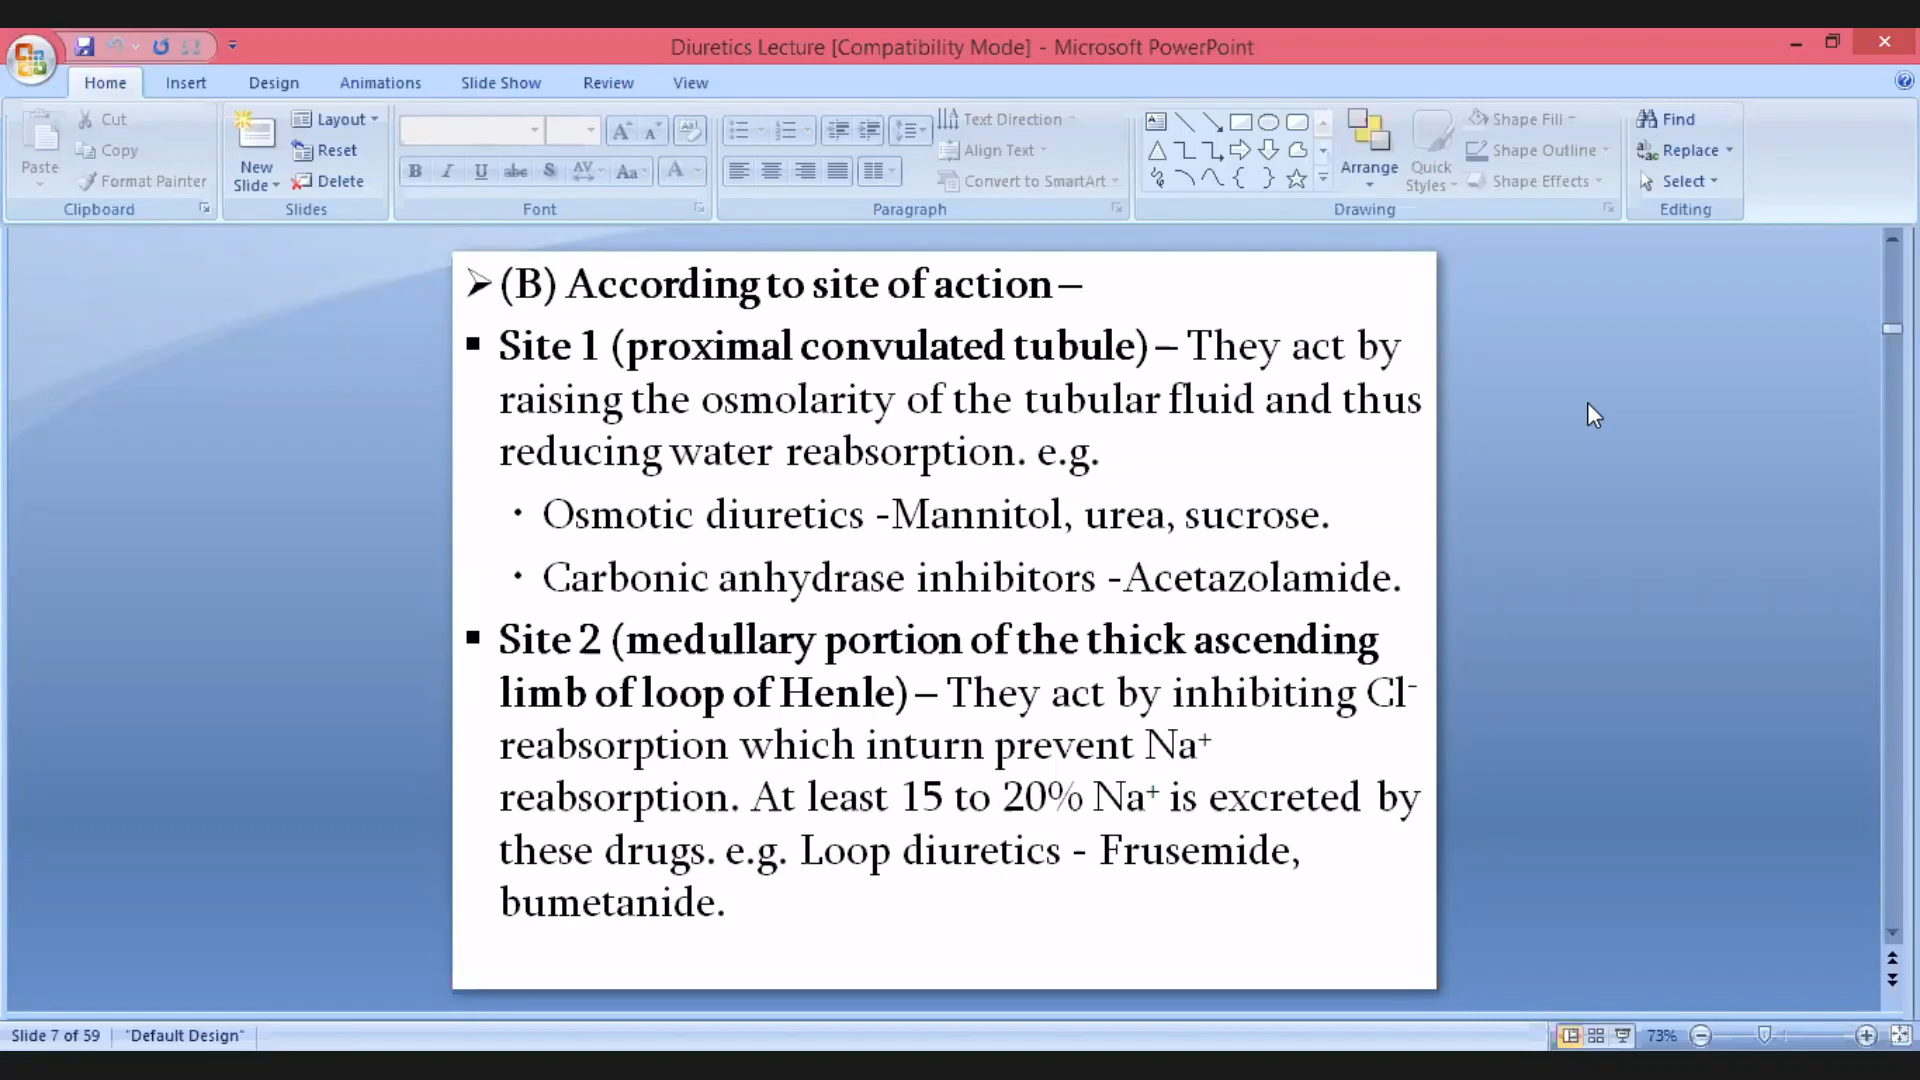 Diuretics Lecture [Compatibility Mode] - Microsoft PowerPoint
Home Insert Design Animations Slide Show Review View
Paste Cut Copy Format Painter Clipboard
New Slide Layout Reset Delete Slides
B I U abc S AV Aa A Font
Text Direction Align Text Convert to SmartArt Paragraph
Arrange Quick Styles Shape Fill Shape Outline Shape Effects Drawing
Find Replace Select Editing
(B) According to site of action –
Site 1 (proximal convulated tubule) – They act by
raising the osmolarity of the tubular fluid and thus
reducing water reabsorption. e.g.
Osmotic diuretics -Mannitol, urea, sucrose.
Carbonic anhydrase inhibitors -Acetazolamide.
Site 2 (medullary portion of the thick ascending
limb of loop of Henle) – They act by inhibiting Cl⁻
reabsorption which inturn prevent Na⁺
reabsorption. At least 15 to 20% Na⁺ is excreted by
these drugs. e.g. Loop diuretics - Frusemide,
bumetanide.
Slide 7 of 59 "Default Design" 73%